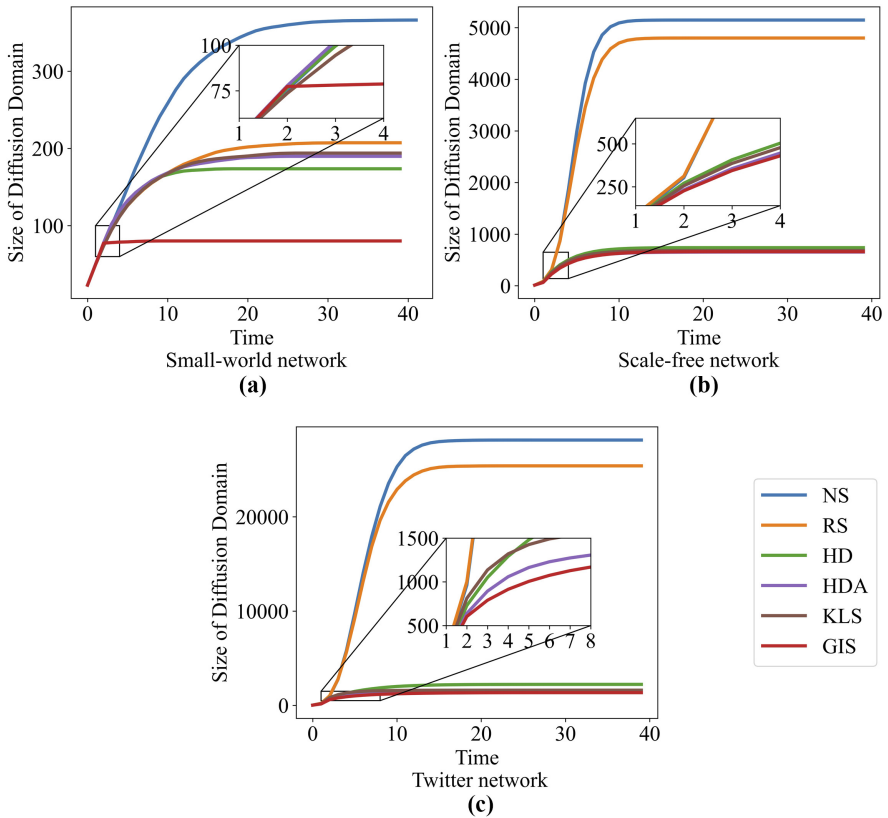 Size of Diffusion Domain
300
200
100
0
10
20
30
40
Time
Small-world network
(a)
100
75
1
2
3
4
Size of Diffusion Domain
5000
4000
3000
2000
1000
0
0
10
20
30
40
Time
Scale-free network
(b)
500
250
1
2
3
4
Size of Diffusion Domain
20000
10000
0
0
10
20
30
40
Time
Twitter network
(c)
1500
1000
500
1
2
3
4
5
6
7
8
NS
RS
HD
HDA
KLS
GIS